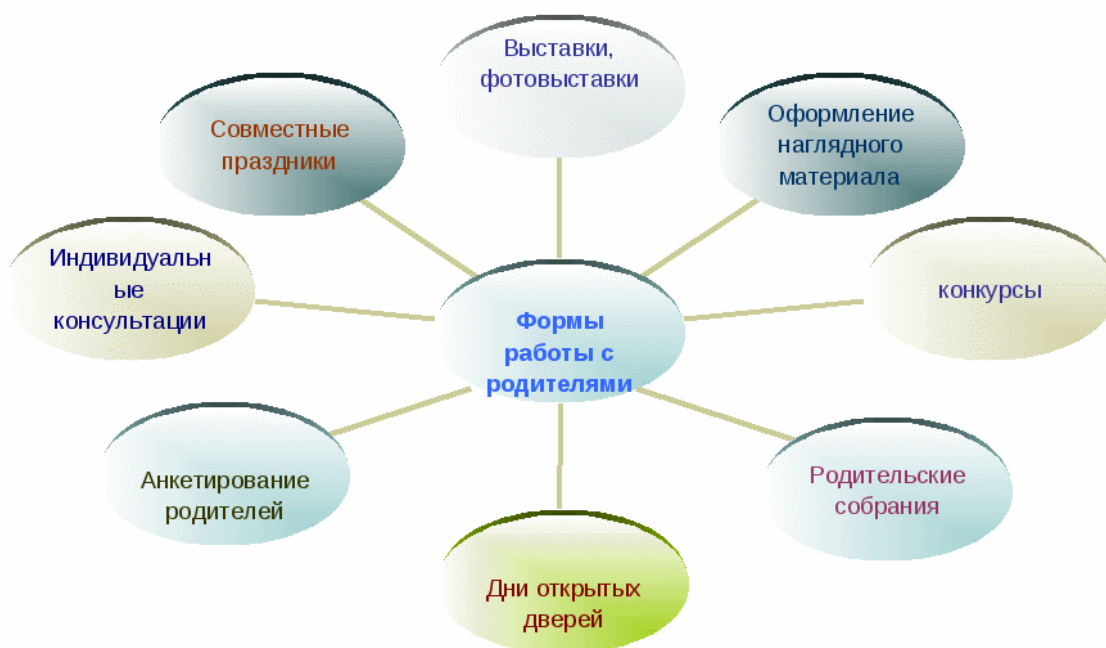 Выставки,
фотовыставки
Совместные
праздники
Оформление
наглядного
материала
Индивидуальн
ые
консультации
конкурсы
Формы
работы с
родителями
Анкетирование
родителей
Родительские
собрания
Дни открытых
дверей